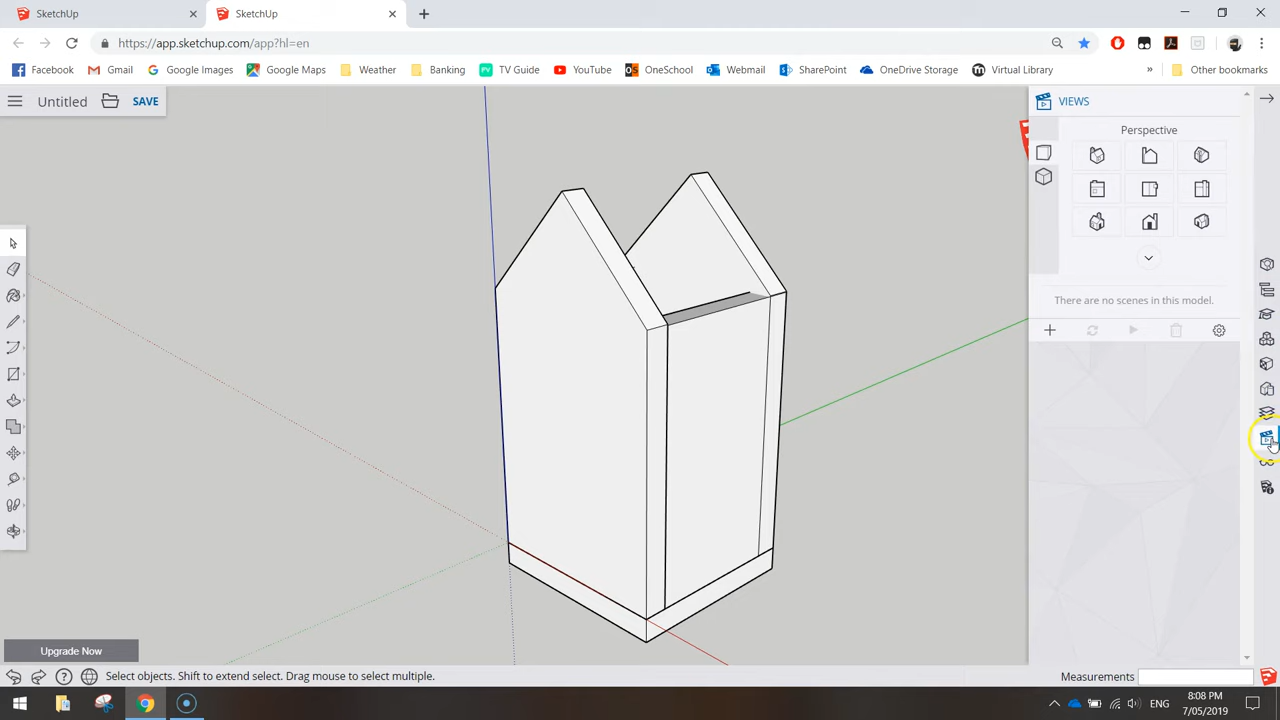 SketchUp
SketchUp
https://app.sketchup.com/app?hl=en
Facebook
Gmail
Google Images
Google Maps
Weather
Banking
TV Guide
YouTube
OneSchool
Webmail
SharePoint
OneDrive Storage
Virtual Library
»
Other bookmarks
Untitled
SAVE
VIEWS
Perspective
There are no scenes in this model.
Upgrade Now
Select objects. Shift to extend select. Drag mouse to select multiple.
Measurements
ENG
8:08 PM
7/05/2019